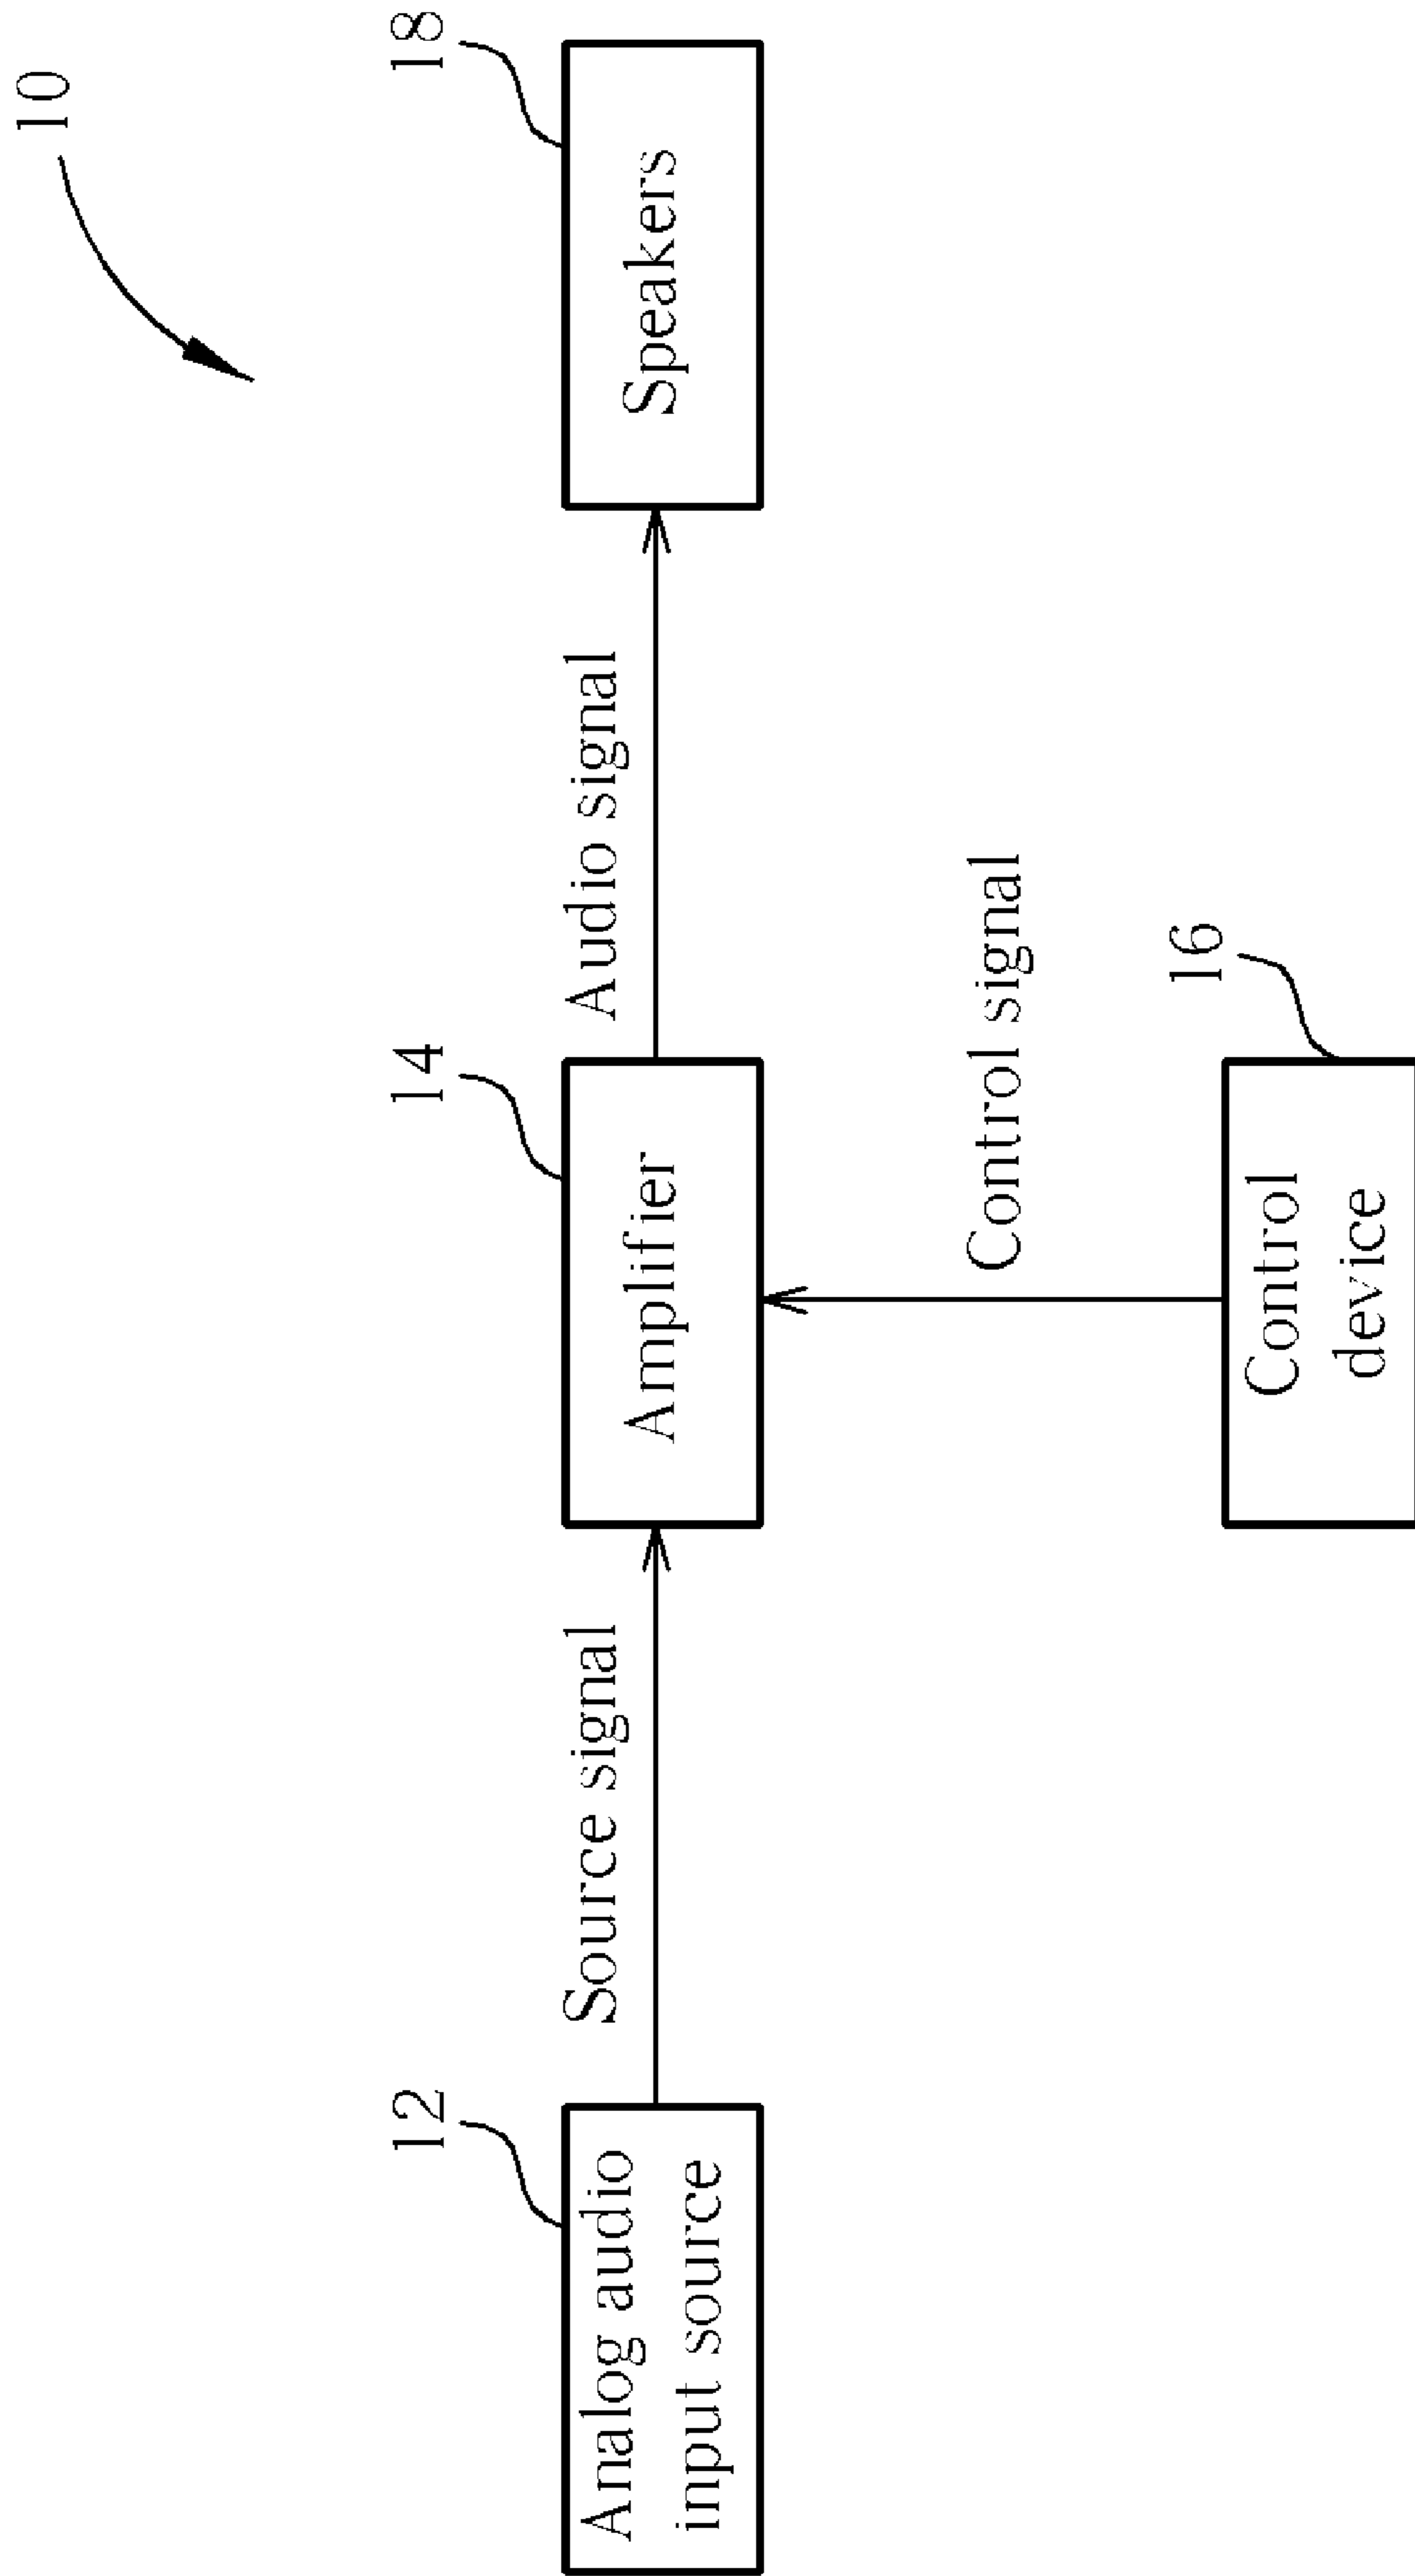 10
12
14
18
Analog audio
input source
Source signal
Amplifier
Audio signal
Speakers
Control signal
16
Control
device